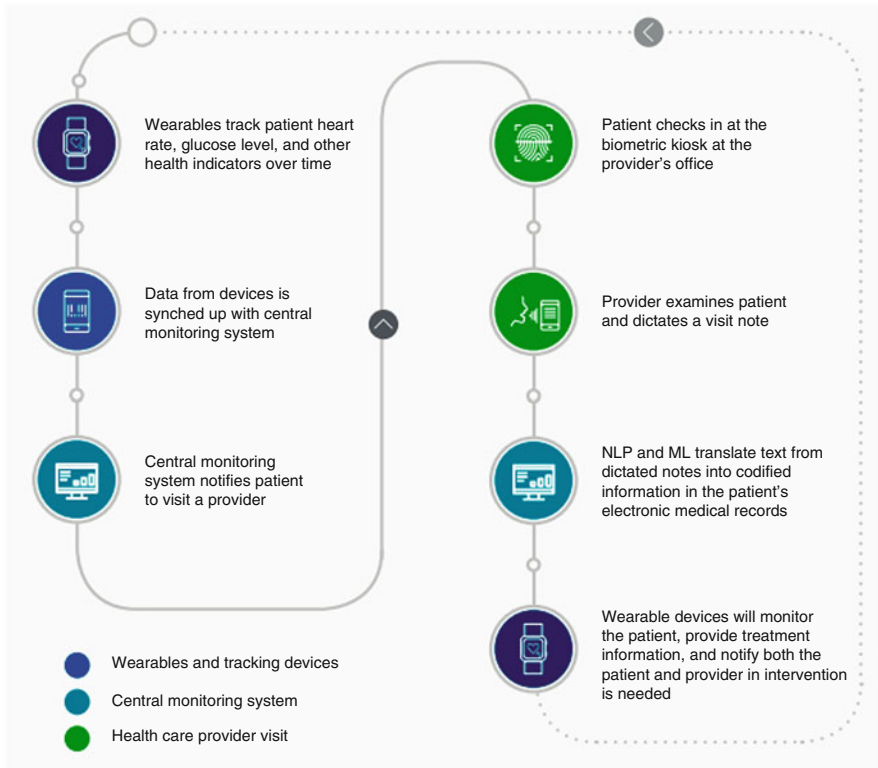 Wearables track patient heart
rate, glucose level, and other
health indicators over time
Data from devices is
synched up with central
monitoring system
Central monitoring
system notifies patient
to visit a provider
Patient checks in at the
biometric kiosk at the
provider's office
Provider examines patient
and dictates a visit note
NLP and ML translate text from
dictated notes into codified
information in the patient's
electronic medical records
Wearable devices will monitor
the patient, provide treatment
information, and notify both the
patient and provider in intervention
is needed
Wearables and tracking devices
Central monitoring system
Health care provider visit